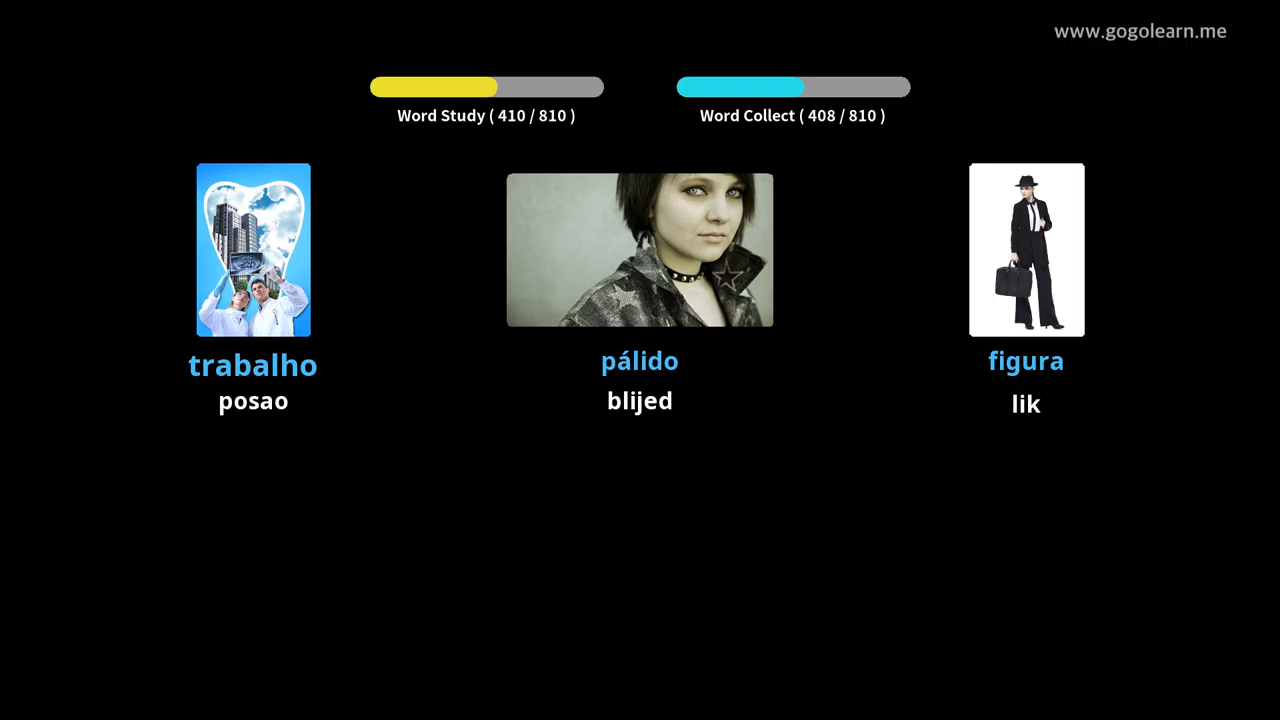 www.gogolearn.me
Word Study ( 410 / 810 )
Word Collect ( 408 / 810 )
trabalho
pálido
figura
posao
blijed
lik